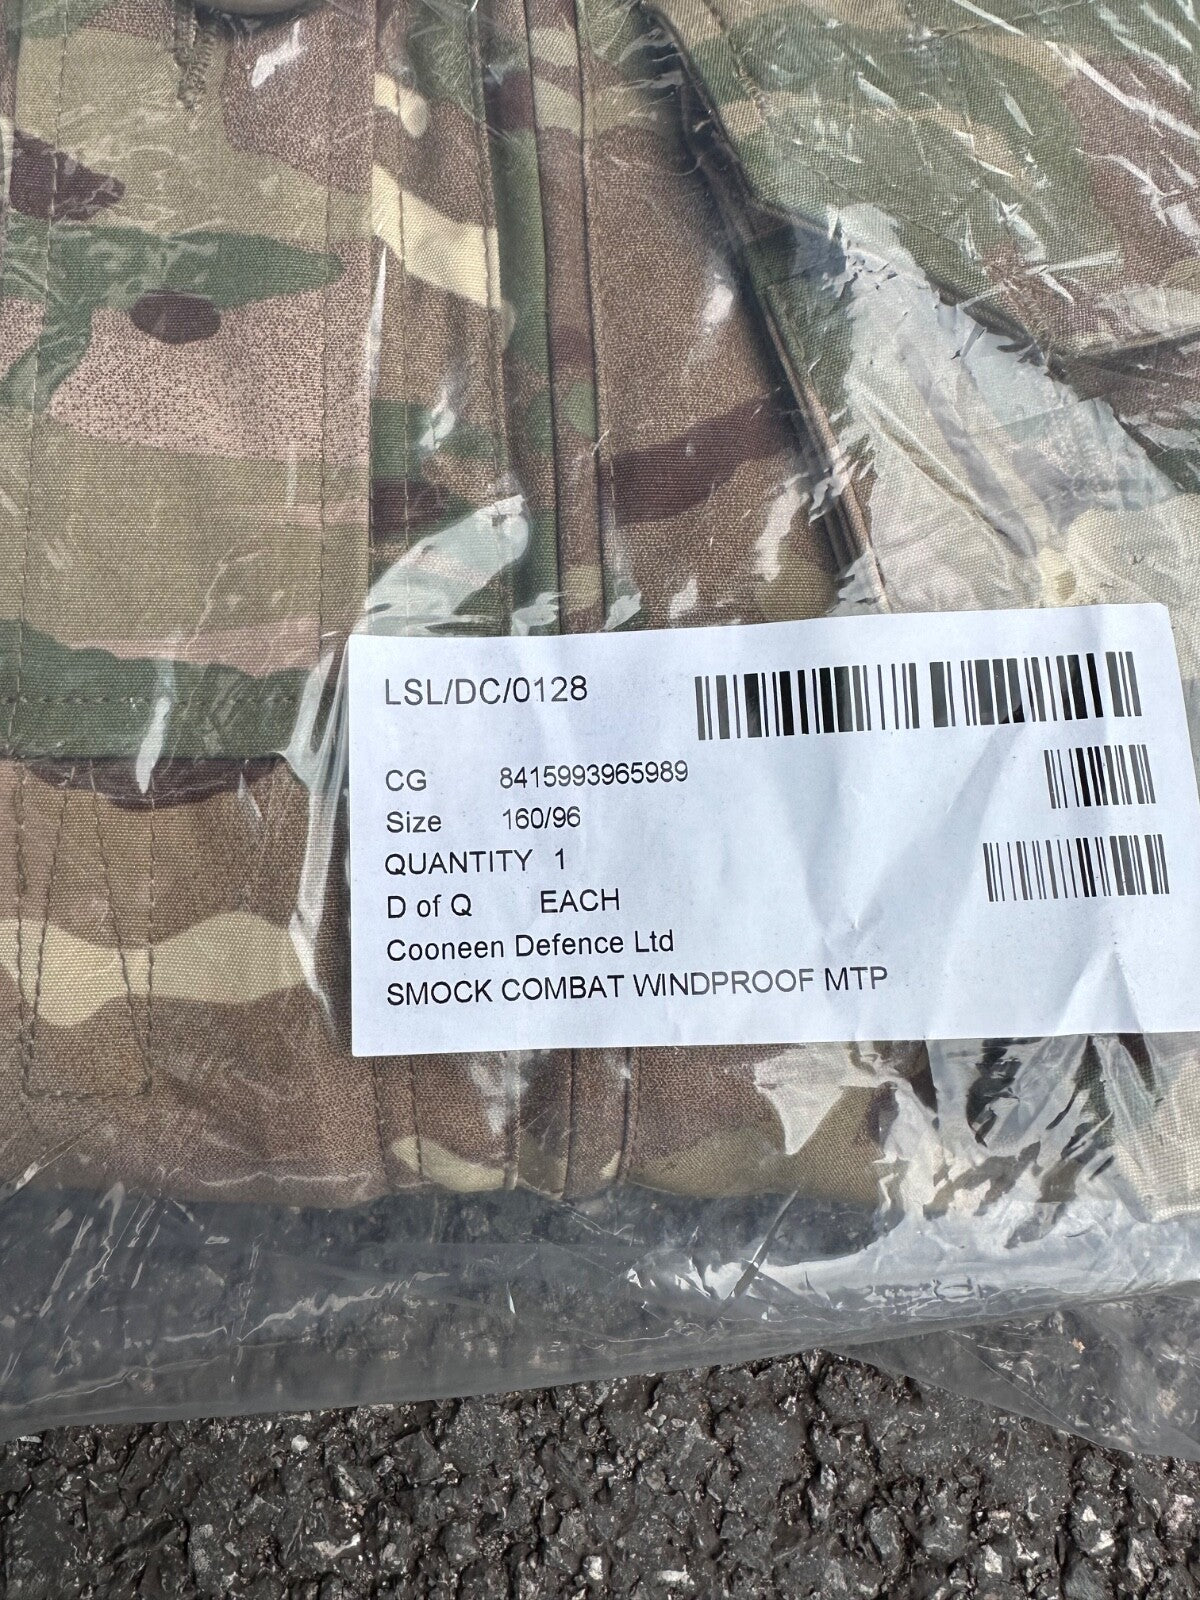 LSL/DC/0128
CG 8415993965989
Size 160/96
QUANTITY 1
D of Q EACH
Cooneen Defence Ltd
SMOCK COMBAT WINDPROOF MTP